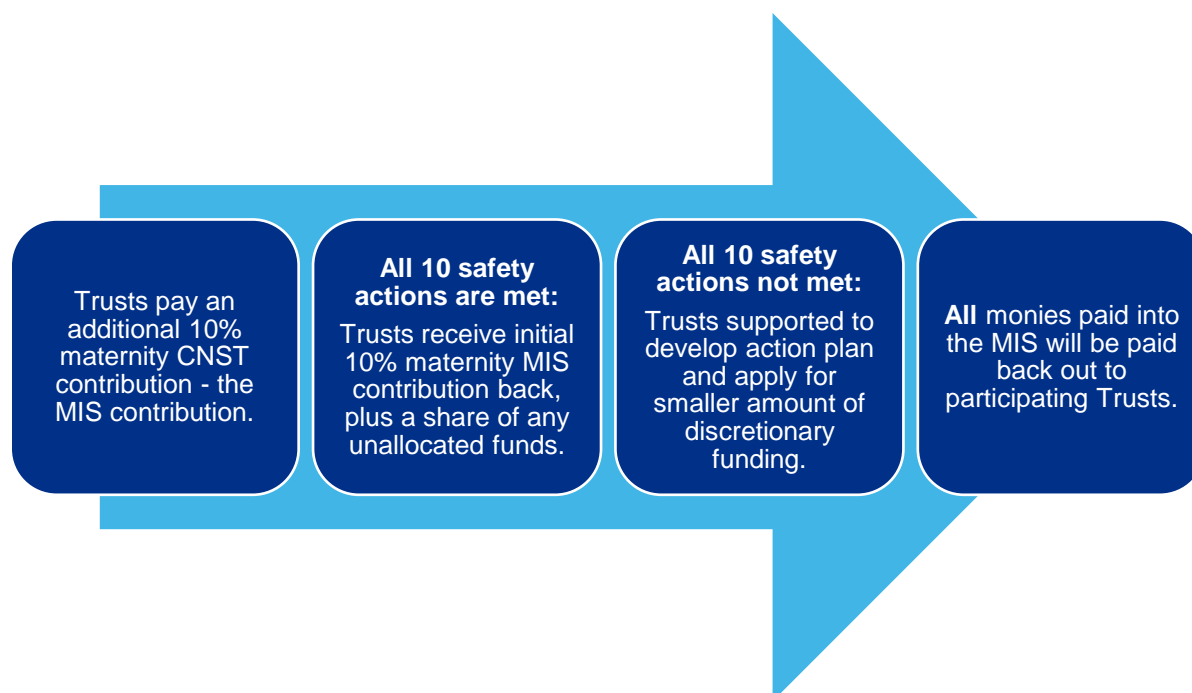 Trusts pay an
additional 10%
maternity CNST
contribution - the
MIS contribution.
All 10 safety
actions are met:
Trusts receive initial
10% maternity MIS
contribution back,
plus a share of any
unallocated funds.
All 10 safety
actions not met:
Trusts supported to
develop action plan
and apply for
smaller amount of
discretionary
funding.
All monies paid into
the MIS will be paid
back out to
participating Trusts.